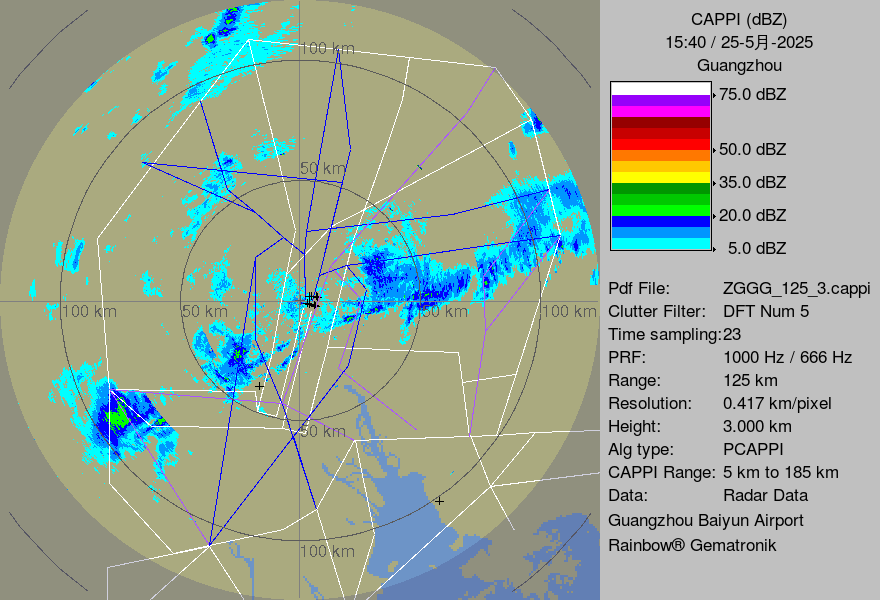 CAPPI (dBZ)
15:40 / 25-5月-2025
Guangzhou
75.0 dBZ
50.0 dBZ
35.0 dBZ
20.0 dBZ
5.0 dBZ
Pdf File: ZGGG_125_3.cappi
Clutter Filter: DFT Num 5
Time sampling:23
PRF: 1000 Hz / 666 Hz
Range: 125 km
Resolution: 0.417 km/pixel
Height: 3.000 km
Alg type: PCAPPI
CAPPI Range: 5 km to 185 km
Data: Radar Data
Guangzhou Baiyun Airport
Rainbow® Gematronik
100 km
50 km
100 km
50 km
50 km
100 km
50 km
100 km